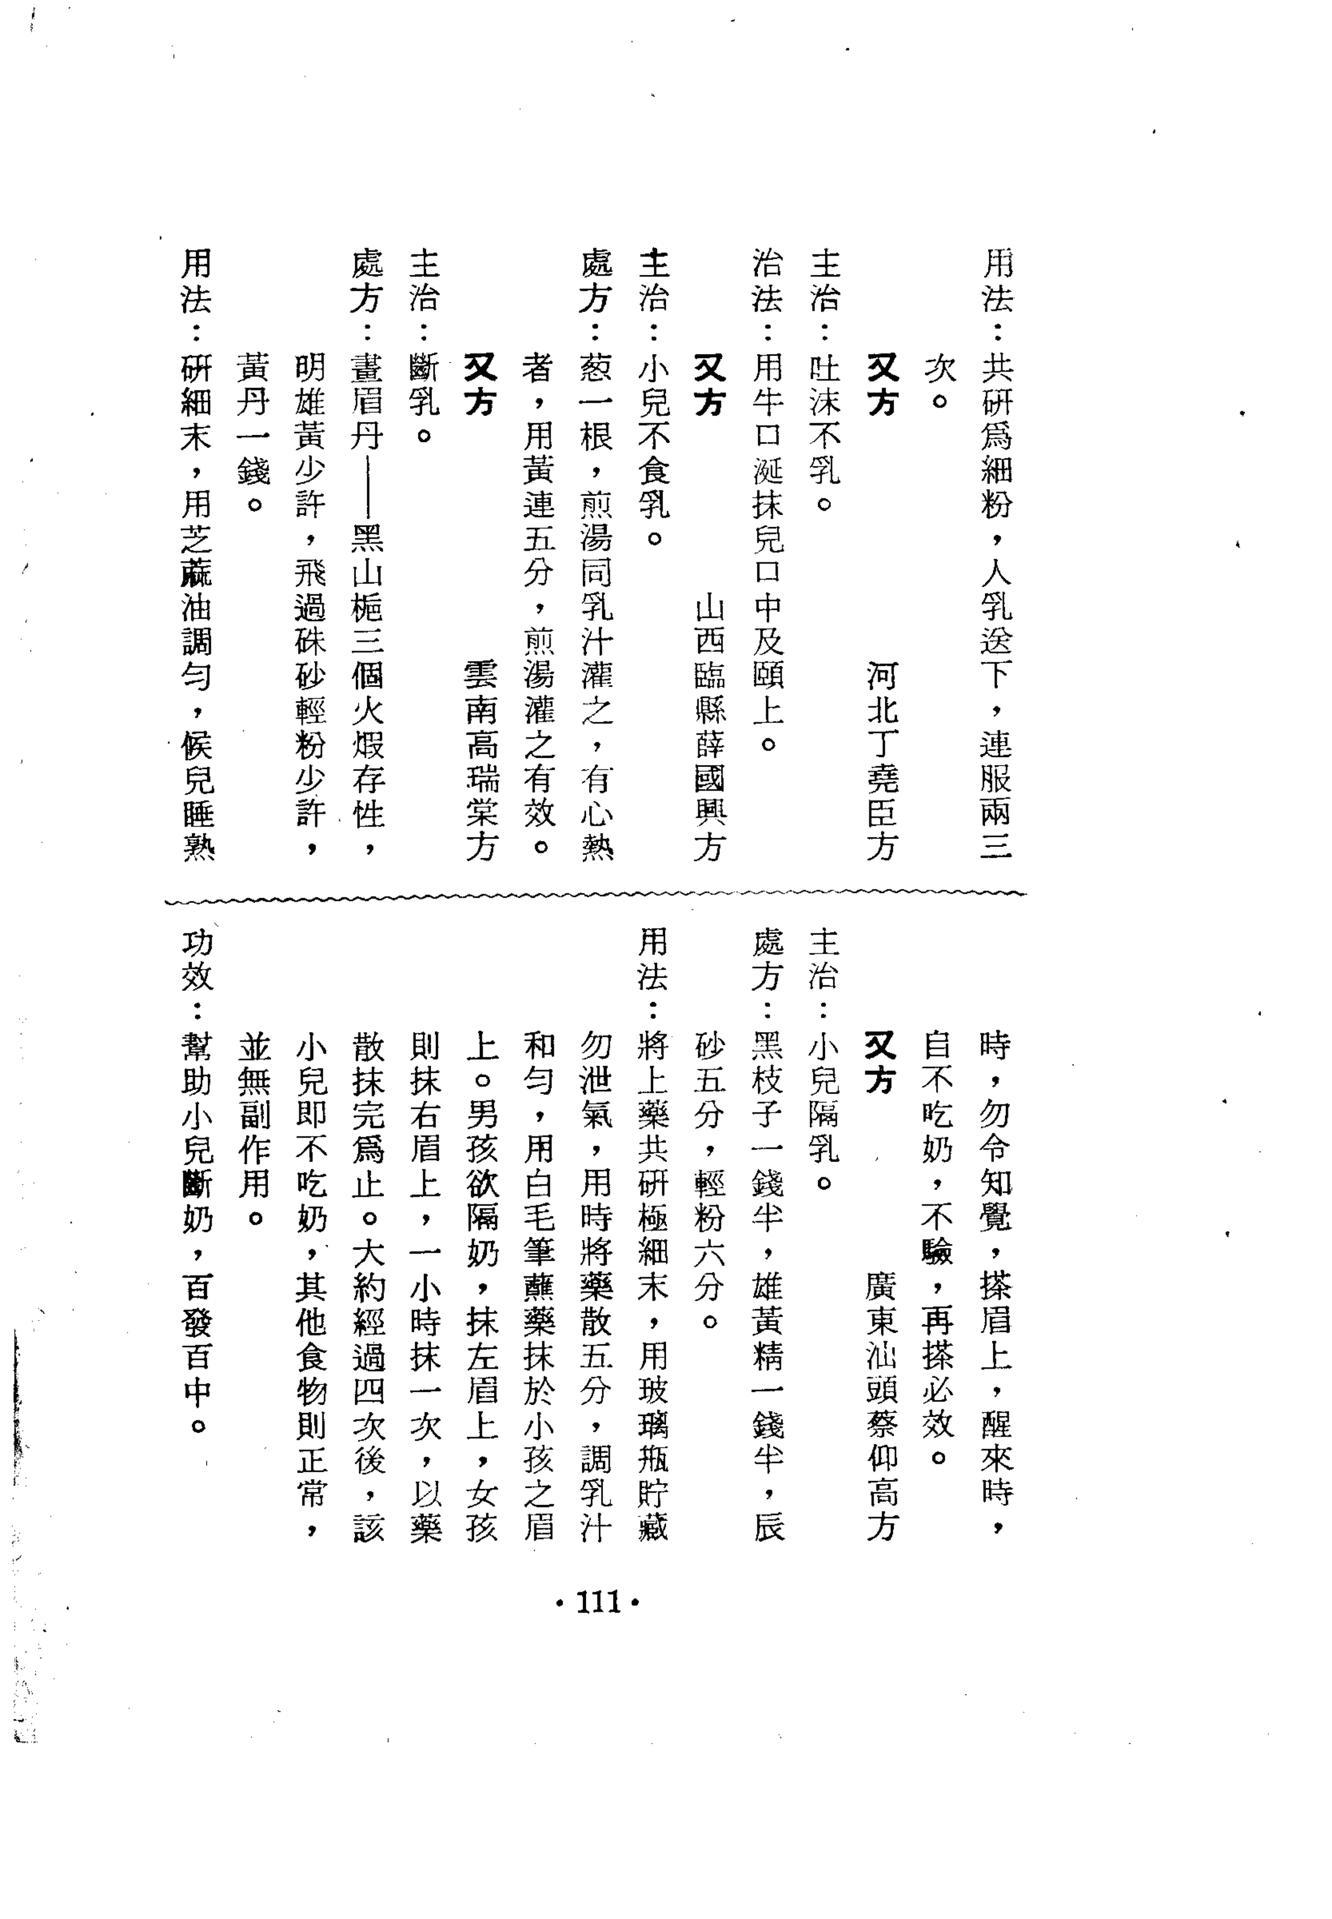 用法：共研爲細粉，人乳送下，連服兩三
次。
又方　河北丁堯臣方
主治：吐沫不乳。
治法：用牛口涎抹兒口中及頤上。
又方　山西臨縣薛國興方
主治：小兒不食乳。
處方：葱一根，煎湯同乳汁灌之，有心熱
者，用黃連五分，煎湯灌之有效。
又方　雲南高瑞棠方
主治：斷乳。
處方：畫眉丹——黑山梔三個火煆存性，
明雄黃少許，飛過硃砂輕粉少許，
黃丹一錢。
用法：研細末，用芝蔴油調勻，候兒睡熟
時，勿令知覺，搽眉上，醒來時，
自不吃奶，不驗，再搽必效。
又方　廣東汕頭蔡仰高方
主治：小兒隔乳。
處方：黑枝子一錢半，雄黃精一錢半，辰
砂五分，輕粉六分。
用法：將上藥共研極細末，用玻璃瓶貯藏
勿泄氣，用時將藥散五分，調乳汁
和勻，用白毛筆蘸藥抹於小孩之眉
上。男孩欲隔奶，抹左眉上，女孩
則抹右眉上，一小時抹一次，以藥
散抹完爲止。大約經過四次後，該
小兒即不吃奶，其他食物則正常，
並無副作用。
功效：幫助小兒斷奶，百發百中。
·111·